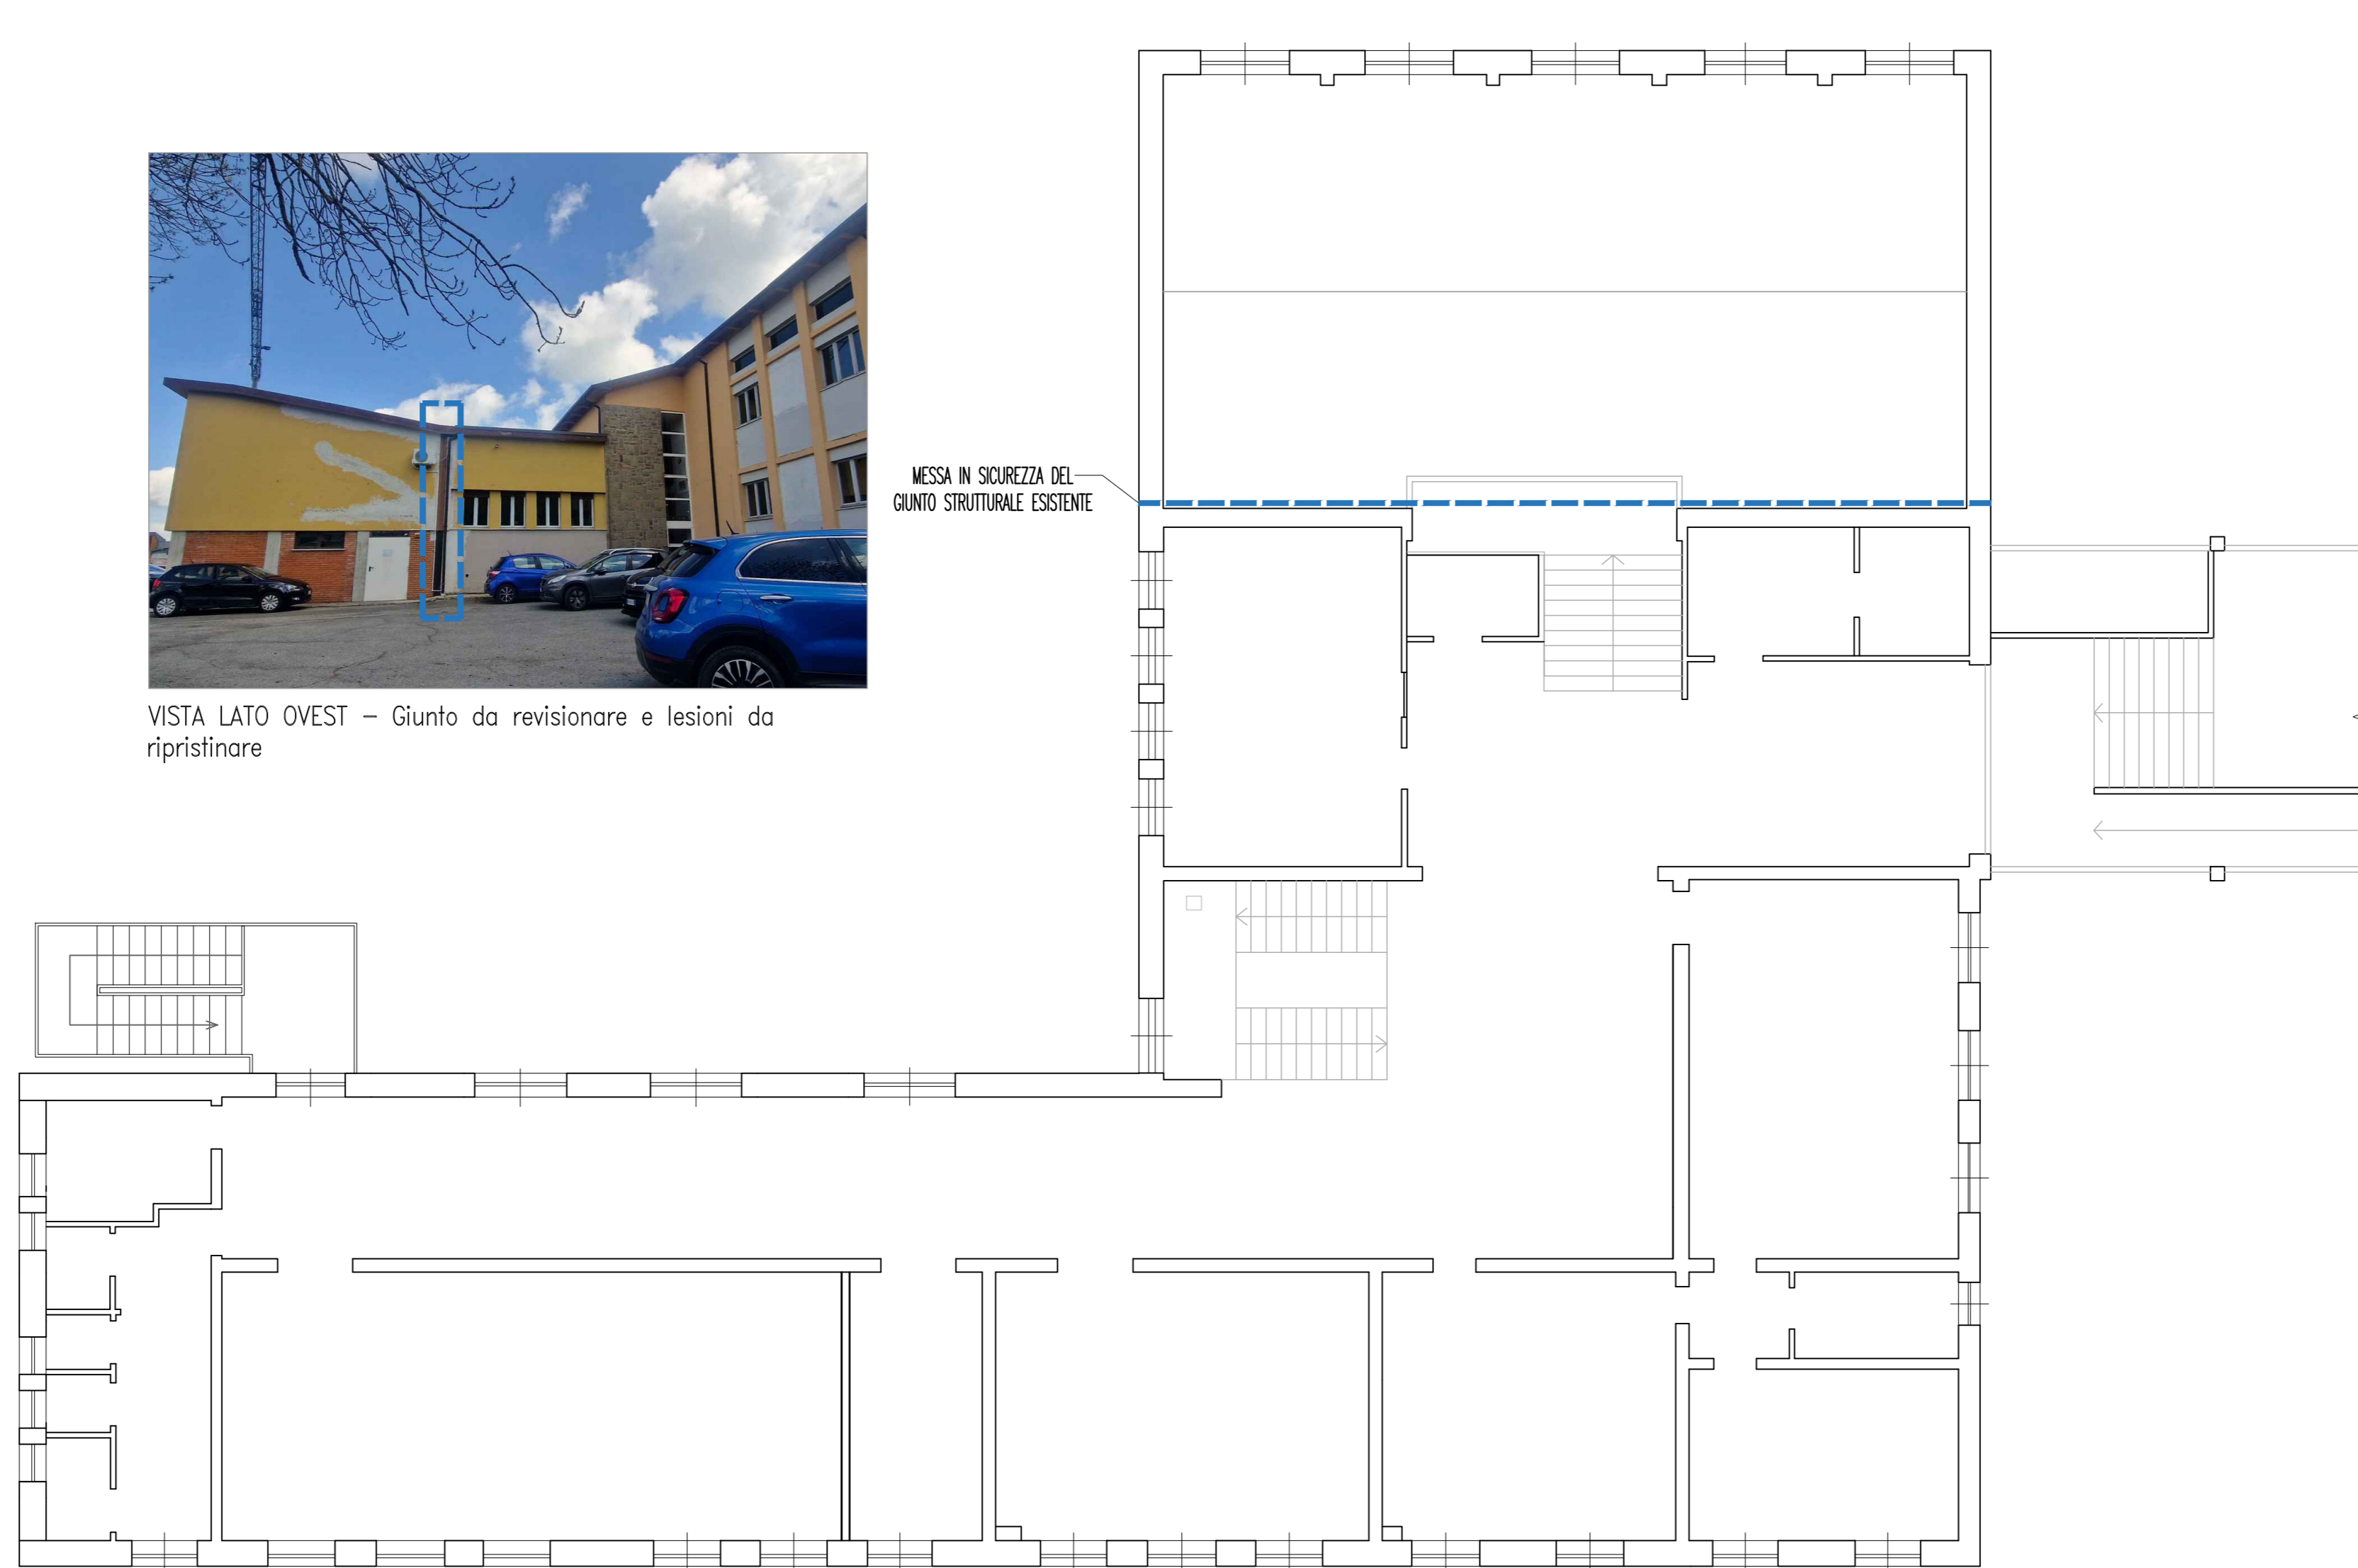 MESSA IN SICUREZZA DEL
GIUNTO STRUTTURALE ESISTENTE
VISTA LATO OVEST – Giunto da revisionare e lesioni da
ripristinare